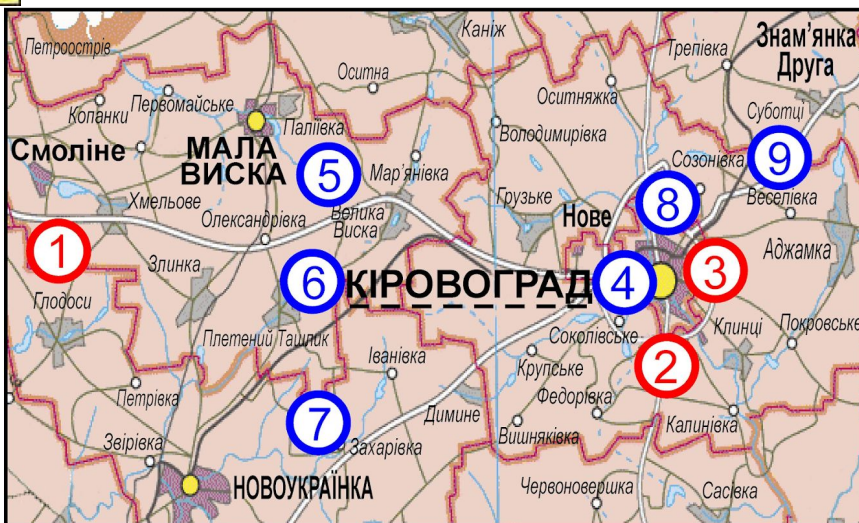 Каніж
Знам'янка
Друга
Петроострів
Трепівка
Оситна
Оситняжка
Первомайське
Копанки
Суботці
Паліївка
Володимирівка
МАЛА
ВИСКА
Смоліне
Мар'янівка
9
5
Созонівка
Хмельове
Грузьке
8
Веселівка
Нове
Олександрівка
Велика
Виска
1
Аджамка
Злинка
3
6
КІРОВОГРАД
4
Глодоси
Плетений Ташлик
Соколівське
Клинці
Покровське
Іванівка
Крупське
2
Петрівка
Федорівка
Димине
Калинівка
7
Вишняківка
Звірівка
Захарівка
НОВОУКРАЇНКА
Червоновершка
Сасівка